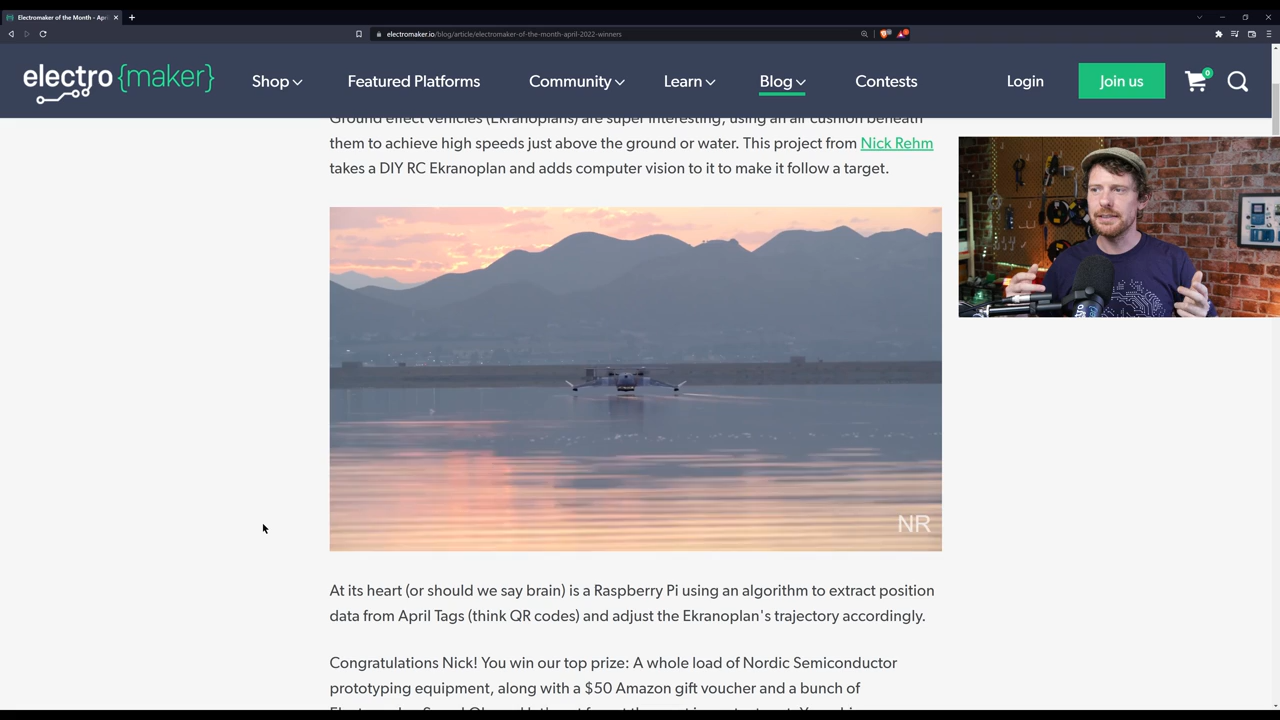 Electromaker of the Month - Apri
electromaker.io/blog/article/electromaker-of-the-month-april-2022-winners
electro{maker}
Shop
Featured Platforms
Community
Learn
Blog
Contests
Login
Join us
0
Ground effect vehicles (Ekranoplans) are super interesting, using an air cushion beneath
them to achieve high speeds just above the ground or water. This project from Nick Rehm
takes a DIY RC Ekranoplan and adds computer vision to it to make it follow a target.
NR
At its heart (or should we say brain) is a Raspberry Pi using an algorithm to extract position
data from April Tags (think QR codes) and adjust the Ekranoplan's trajectory accordingly.
Congratulations Nick! You win our top prize: A whole load of Nordic Semiconductor
prototyping equipment, along with a $50 Amazon gift voucher and a bunch of